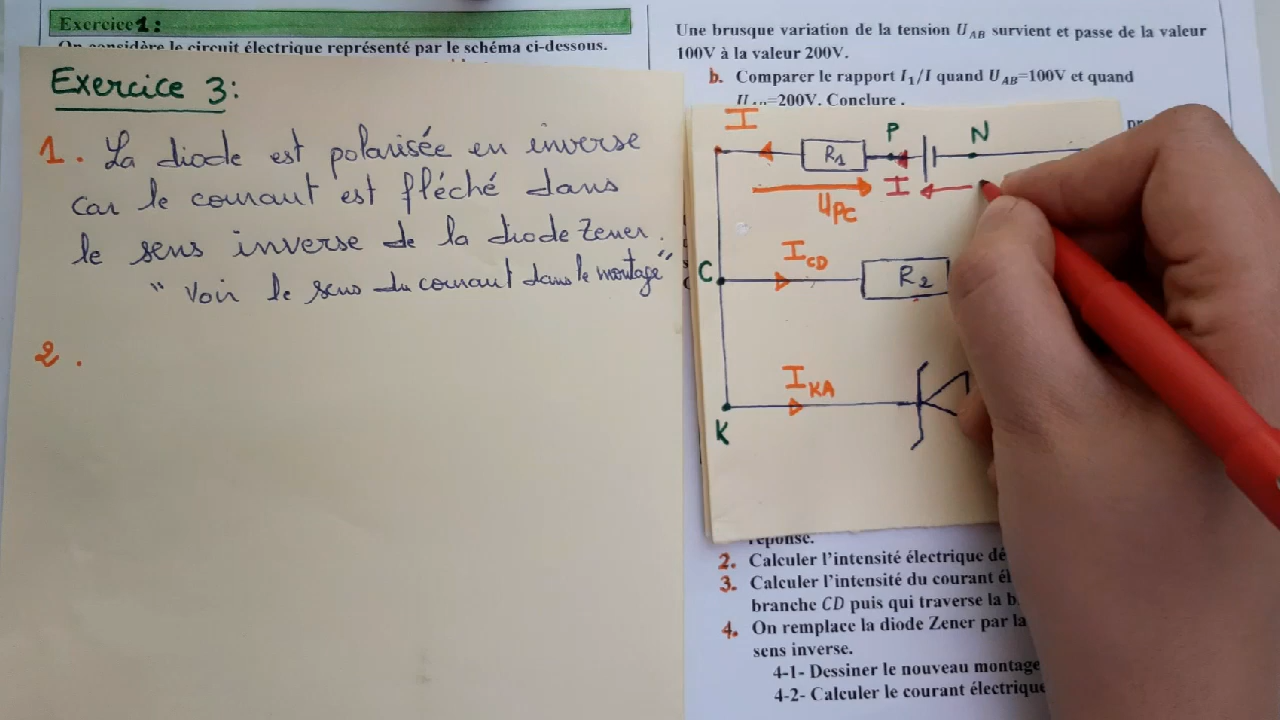 Exercice 1:
On considère le circuit électrique représenté par le schéma ci-dessous.
Exercice 3:
1. La diode est polarisée en inverse
car le courant est fléché dans
le sens inverse de la diode Zener.
"Voir le sens du courant dans le montage"
2.
Une brusque variation de la tension U_AB survient et passe de la valeur
100V à la valeur 200V.
b. Comparer le rapport I₁/I quand U_AB=100V et quand
=200V. Conclure .
I
P
N
R1
I
UPC
ICD
C
R2
IKA
K
réponse.
2. Calculer l'intensité électrique
3. Calculer l'intensité du courant
branche CD puis qui traverse la
4. On remplace la diode Zener par la
sens inverse.
4-1- Dessiner le nouveau montage
4-2- Calculer le courant électrique